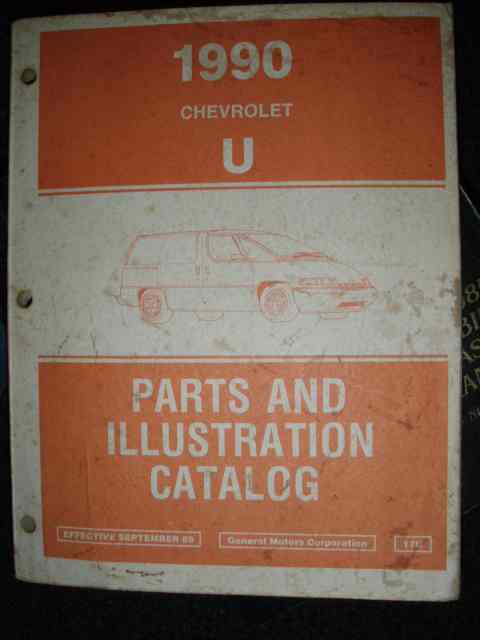 1990
CHEVROLET
U
PARTS AND
ILLUSTRATION
CATALOG
EFFECTIVE SEPTEMBER 89
General Motors Corporation